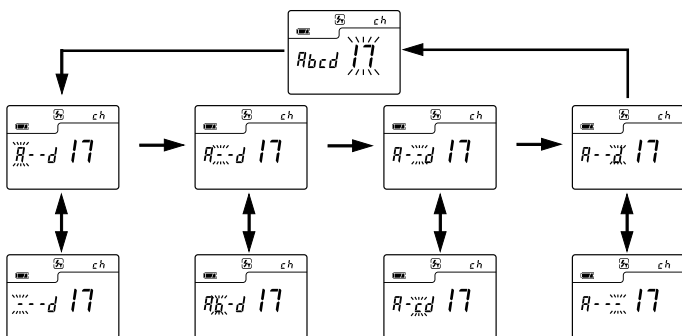 ch
Abcd 17
ch
A--d 17
ch
A--d 17
ch
A--d 17
ch
A--d 17
ch
---d 17
ch
Ab-d 17
ch
A-cd 17
ch
A--- 17